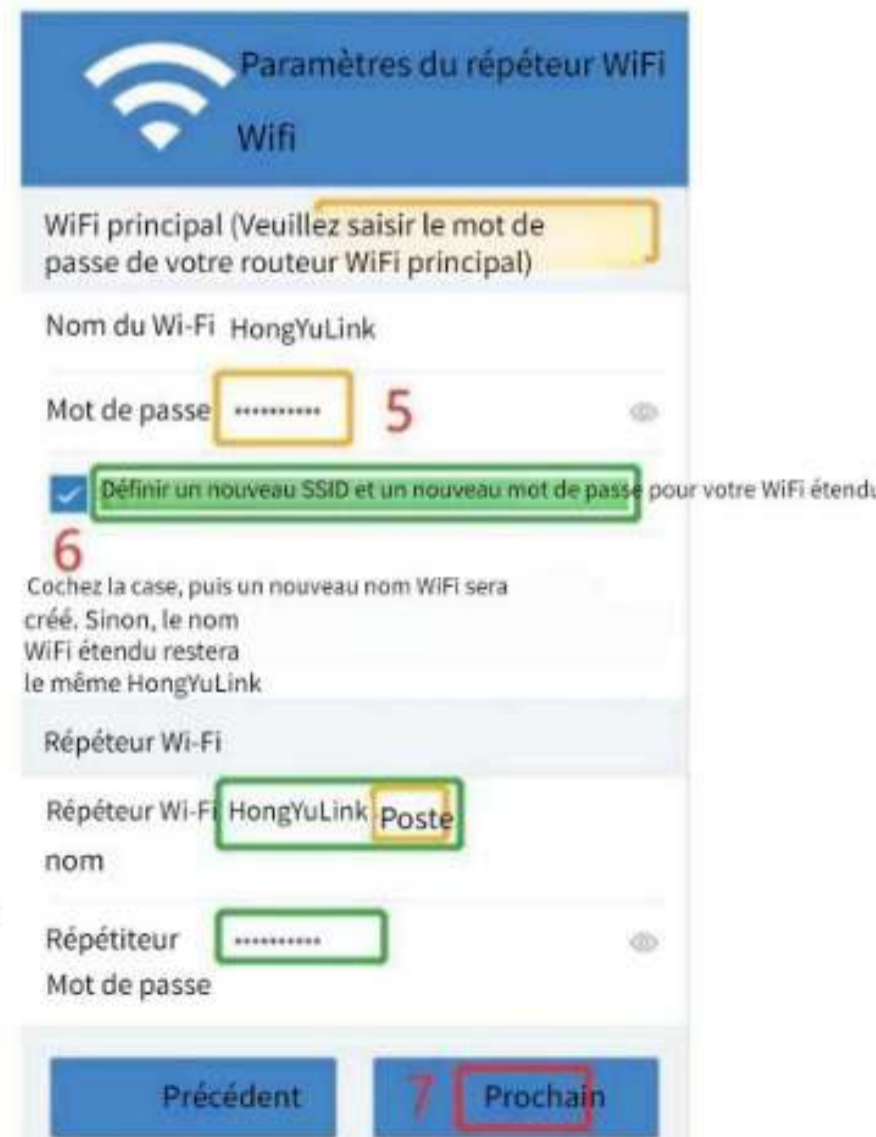 Paramètres du répéteur WiFi
Wifi
WiFi principal (Veuillez saisir le mot de
passe de votre routeur WiFi principal)
Nom du Wi-Fi HongYuLink
Mot de passe •••••••••• 5
Définir un nouveau SSID et un nouveau mot de passe pour votre WiFi étendu
6
Cochez la case, puis un nouveau nom WiFi sera
créé. Sinon, le nom
WiFi étendu restera
le même HongYuLink
Répéteur Wi-Fi
Répéteur Wi-Fi HongYuLink Poste
nom
Répétiteur ••••••••••
Mot de passe
Précédent 7 Prochain